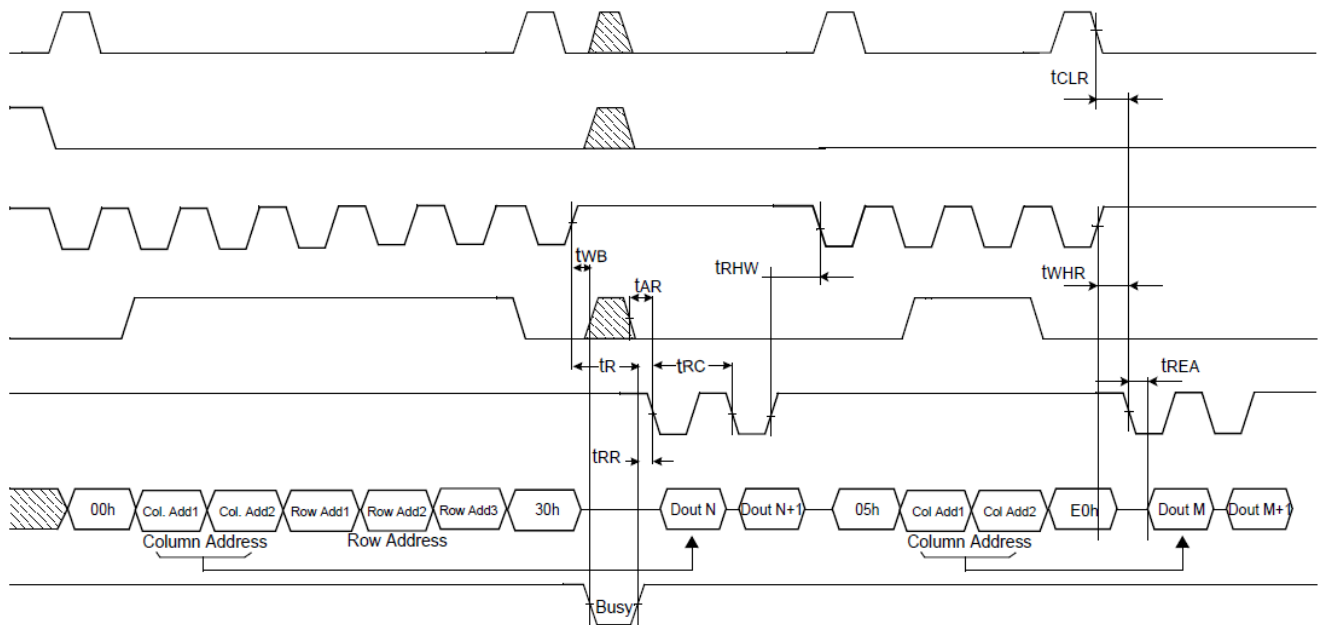 tCLR
tWB
tRHW
tWHR
tAR
tR
tRC
tREA
tRR
00h Col. Add1 Col. Add2 Row Add1 Row Add2 Row Add3 30h Dout N Dout N+1 05h Col Add1 Col Add2 E0h Dout M Dout M+1
Column Address Row Address Column Address
Busy